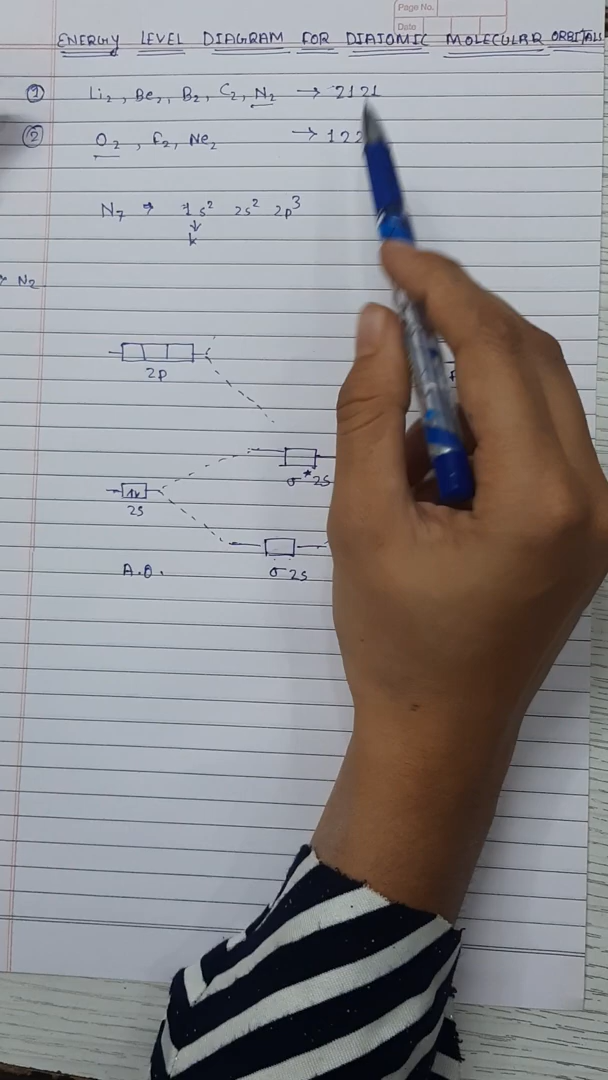 Page No.
Date
ENERGY LEVEL DIAGRAM FOR DIATOMIC MOLECULAR ORBITALS
① Li₂, Be₂, B₂, C₂, N₂ → 2121
② O₂, F₂, Ne₂ → 122
N₇ → 1s² 2s² 2p³
↓
k
N₂
2p
σ*2s
1↓
2s
A.O.
σ2s